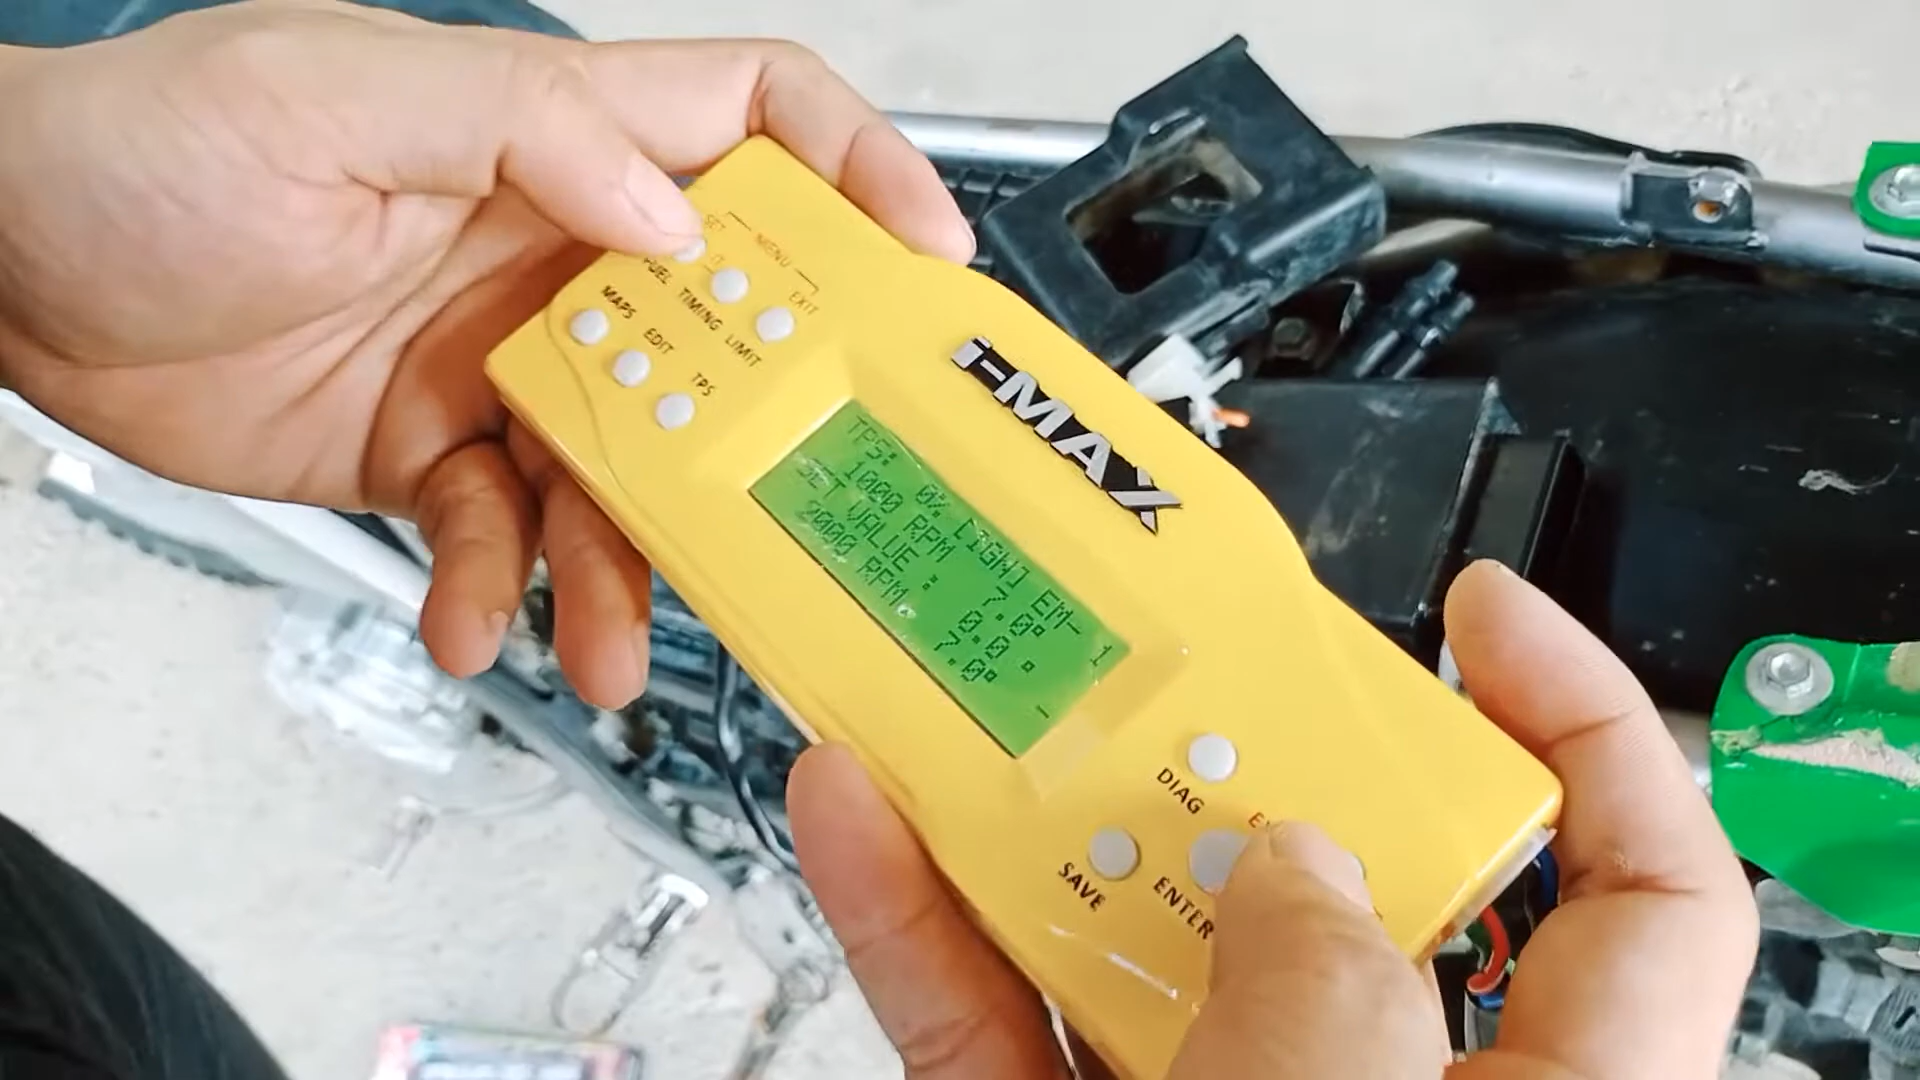 SET
MENU
EXIT
FUEL
TIMING
LIMIT
MAPS
EDIT
TPS
i-MAX
TPS: 0% [IGN] EM-1
1000 RPM 7.0°
SET VALUE : 0.0 °
2000 RPM 7.0°
DIAG
SAVE
ENTER